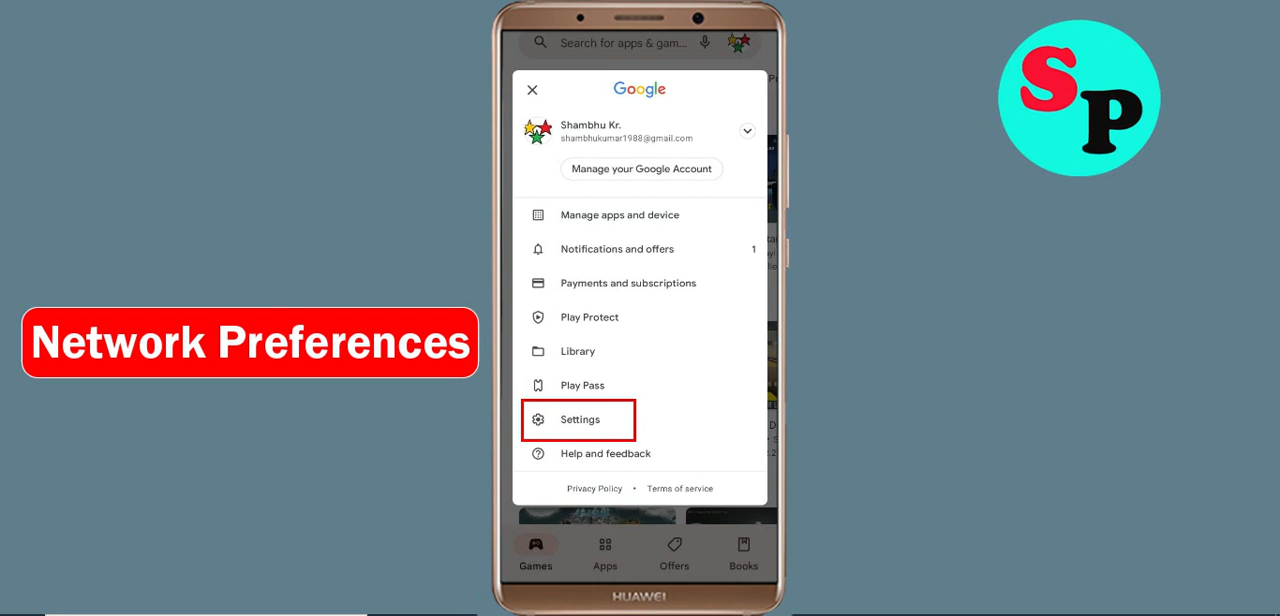 Search for apps & gam...
Google
Shambhu Kr.
shambhukumar1988@gmail.com
Manage your Google Account
Manage apps and device
Notifications and offers 1
Payments and subscriptions
Play Protect
Library
Play Pass
Settings
Help and feedback
Privacy Policy • Terms of service
Games Apps Offers Books
HUAWEI
Network Preferences
SP